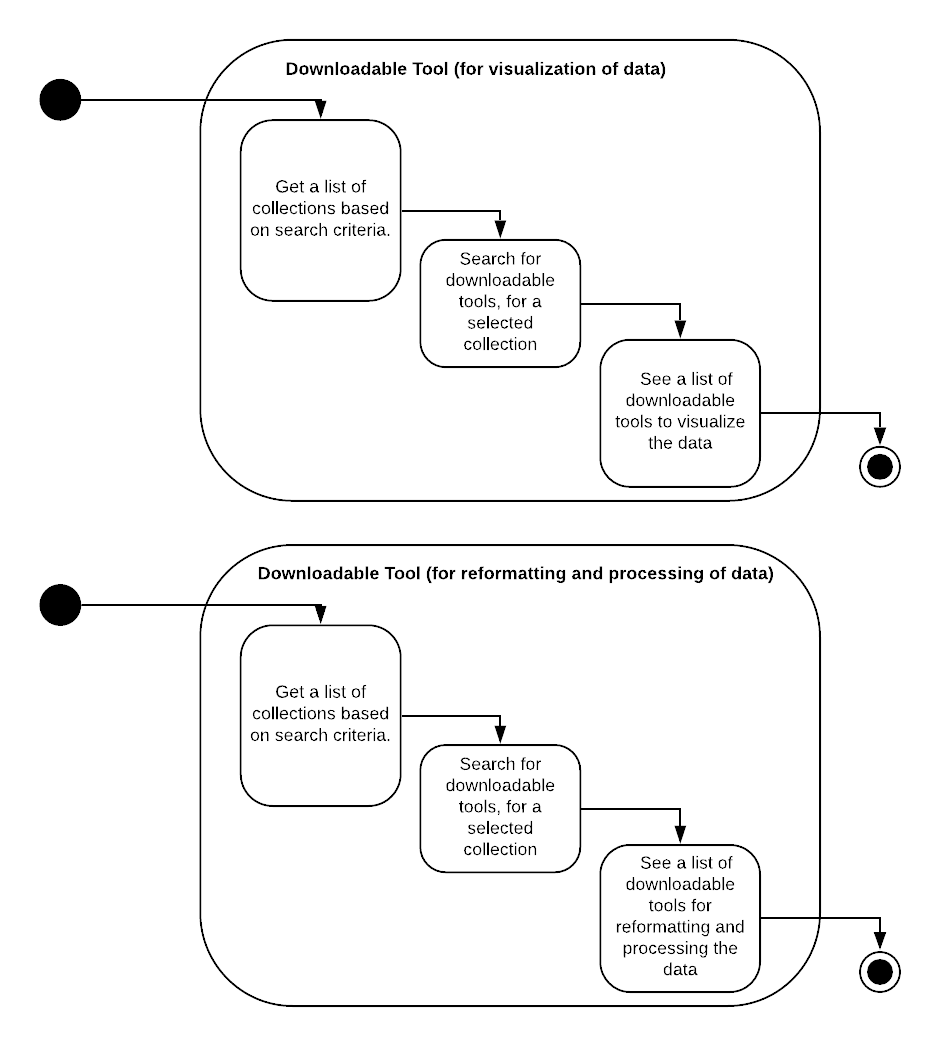 Downloadable Tool (for visualization of data)
Get a list of
collections based
on search criteria.
Search for
downloadable
tools, for a
selected
collection
See a list of
downloadable
tools to visualize
the data
Downloadable Tool (for reformatting and processing of data)
Get a list of
collections based
on search criteria.
Search for
downloadable
tools, for a
selected
collection
See a list of
downloadable
tools for
reformatting and
processing the
data